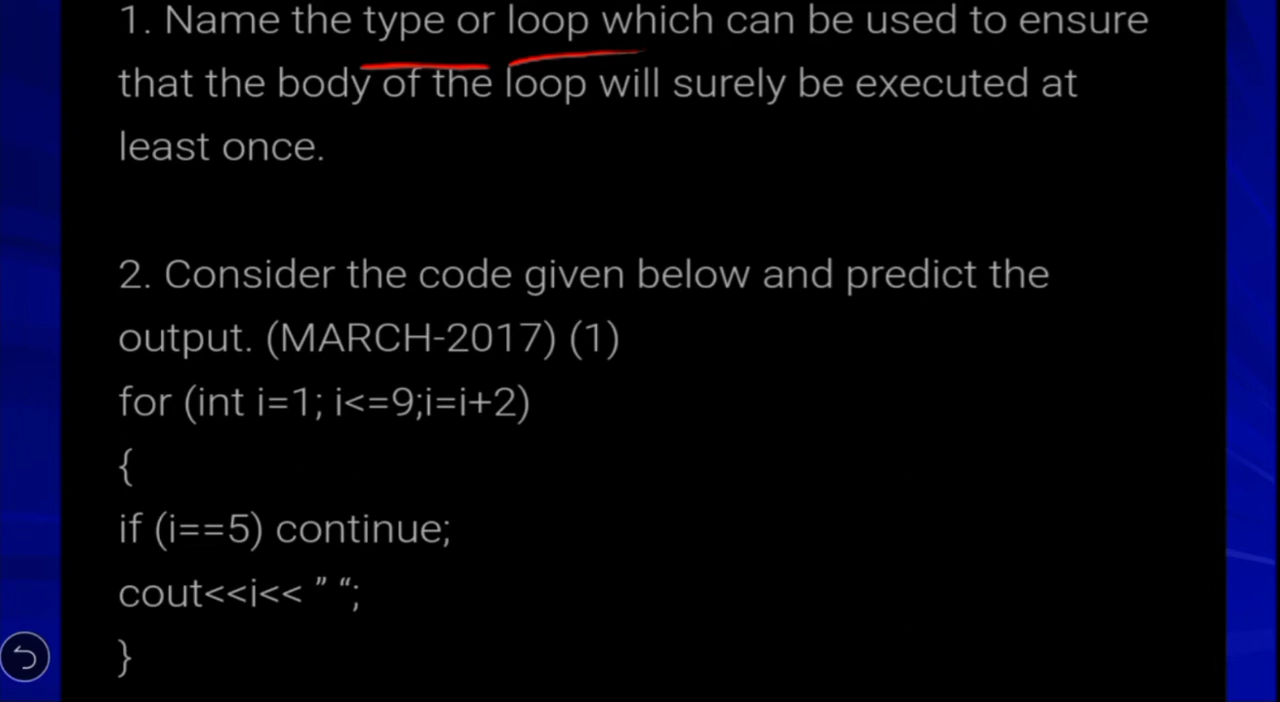 1. Name the type or loop which can be used to ensure
that the body of the loop will surely be executed at
least once.
2. Consider the code given below and predict the
output. (MARCH-2017) (1)
for (int i=1; i<=9;i=i+2)
{
if (i==5) continue;
cout<<i<< ” “;
}